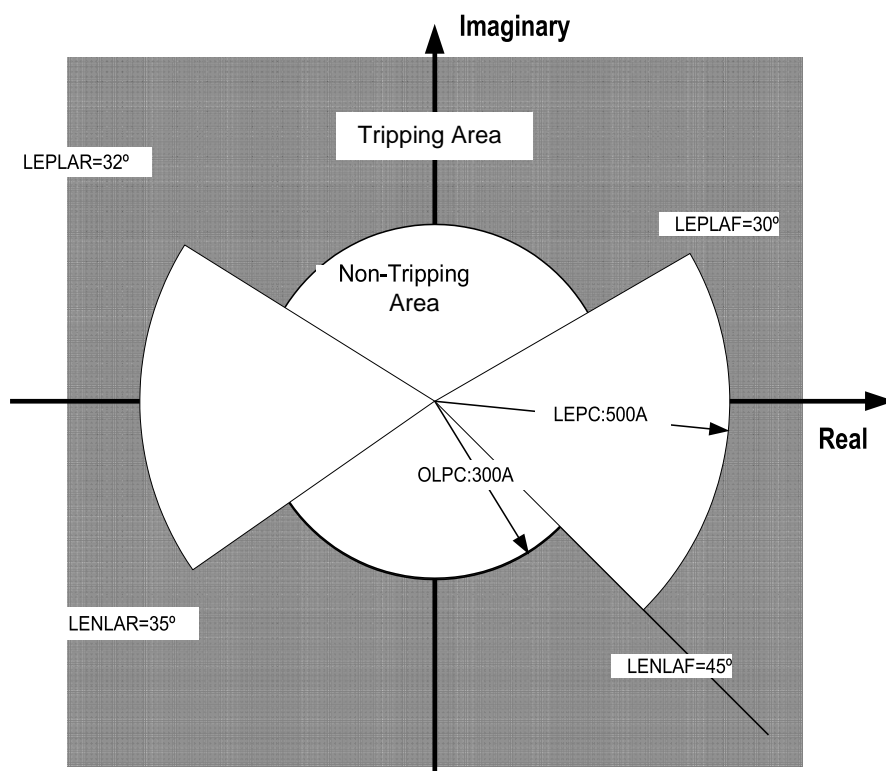 Imaginary
Tripping Area
LEPLAR=32º
LEPLAF=30º
Non-Tripping
Area
LEPC:500A
Real
OLPC:300A
LENLAR=35º
LENLAF=45º